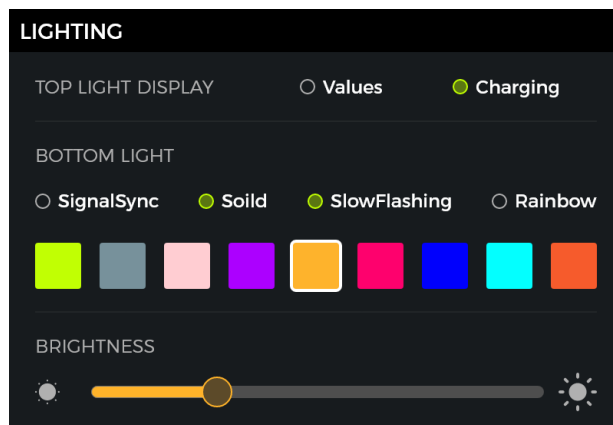 LIGHTING
TOP LIGHT DISPLAY Values Charging
BOTTOM LIGHT
SignalSync Soild SlowFlashing Rainbow
BRIGHTNESS